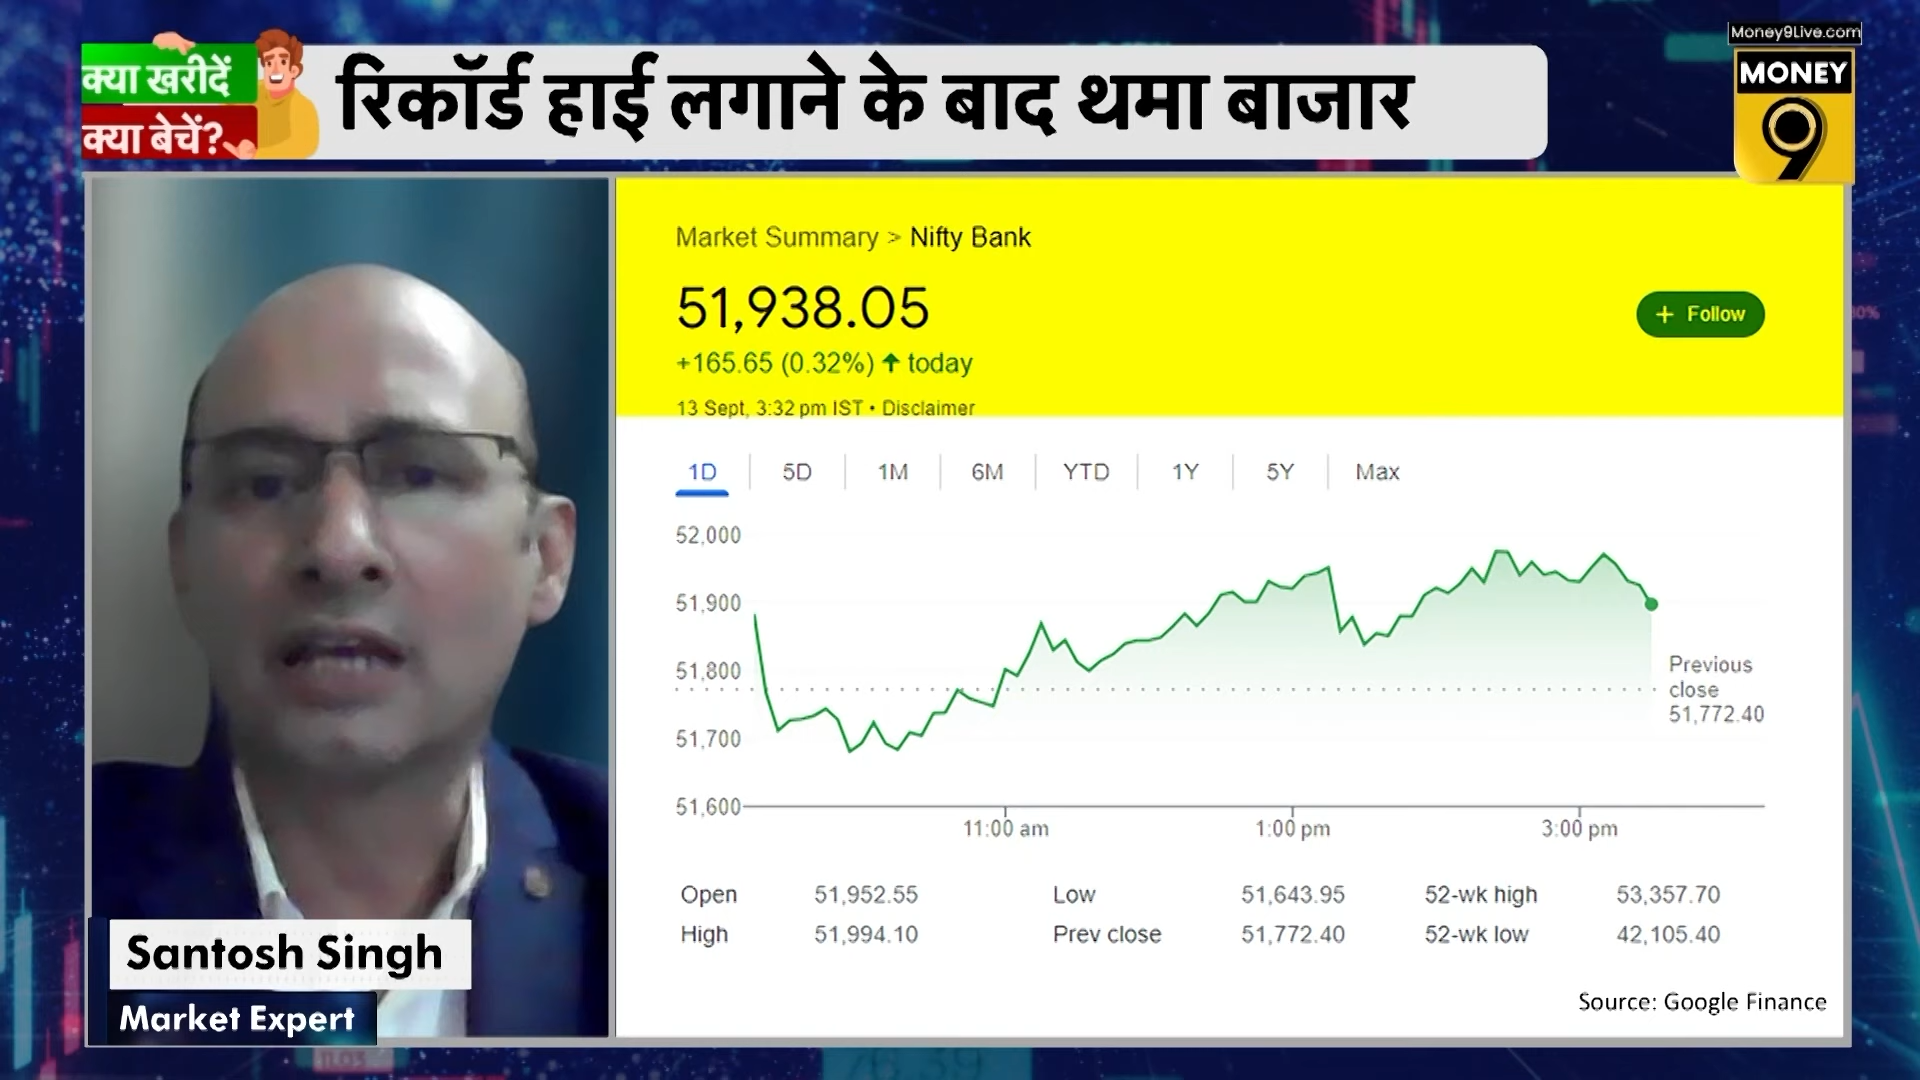 Money9Live.com
MONEY
9
क्या खरीदें
क्या बेचें?
रिकॉर्ड हाई लगाने के बाद थमा बाजार
Market Summary > Nifty Bank
51,938.05
+165.65 (0.32%) ↑ today
13 Sept, 3:32 pm IST • Disclaimer
+ Follow
1D 5D 1M 6M YTD 1Y 5Y Max
52,000
51,900
51,800
51,700
51,600
Previous
close
51,772.40
11:00 am 1:00 pm 3:00 pm
Open 51,952.55 Low 51,643.95 52-wk high 53,357.70
High 51,994.10 Prev close 51,772.40 52-wk low 42,105.40
Source: Google Finance
Santosh Singh
Market Expert